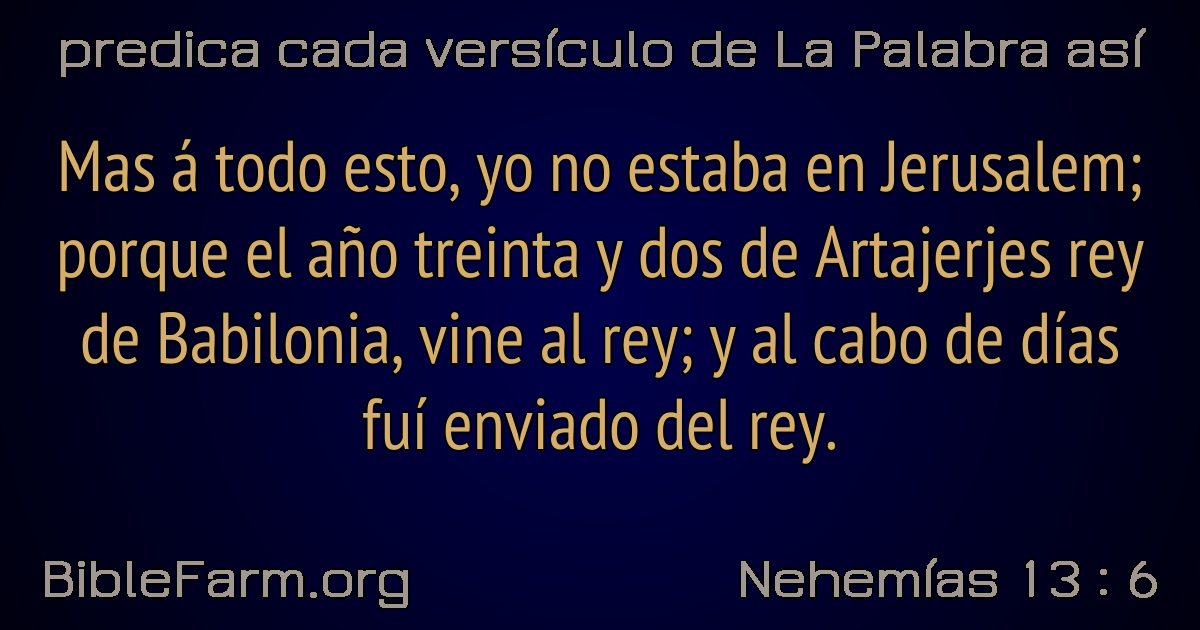 predica cada versículo de La Palabra así
Mas á todo esto, yo no estaba en Jerusalem;
porque el año treinta y dos de Artajerjes rey
de Babilonia, vine al rey; y al cabo de días
fuí enviado del rey.
BibleFarm.org
Nehemías 13 : 6